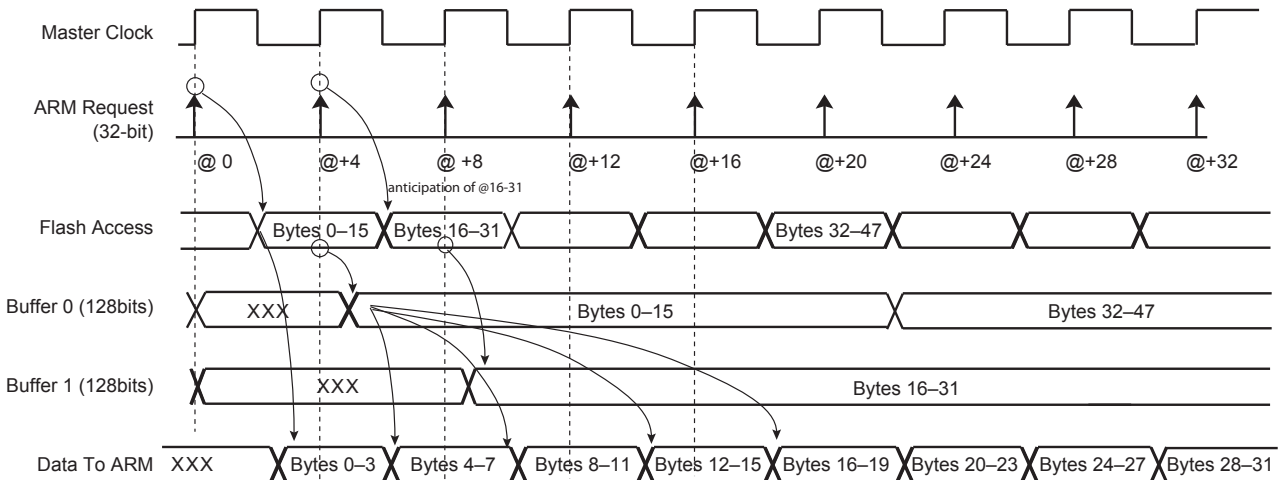 Master Clock
ARM Request
(32-bit)
@ 0
@+4
@ +8
@+12
@+16
@+20
@+24
@+28
@+32
anticipation of @16-31
Flash Access
Bytes 0–15
Bytes 16–31
Bytes 32–47
Buffer 0 (128bits)
XXX
Bytes 0–15
Bytes 32–47
Buffer 1 (128bits)
XXX
Bytes 16–31
Data To ARM
XXX
Bytes 0–3
Bytes 4–7
Bytes 8–11
Bytes 12–15
Bytes 16–19
Bytes 20–23
Bytes 24–27
Bytes 28–31